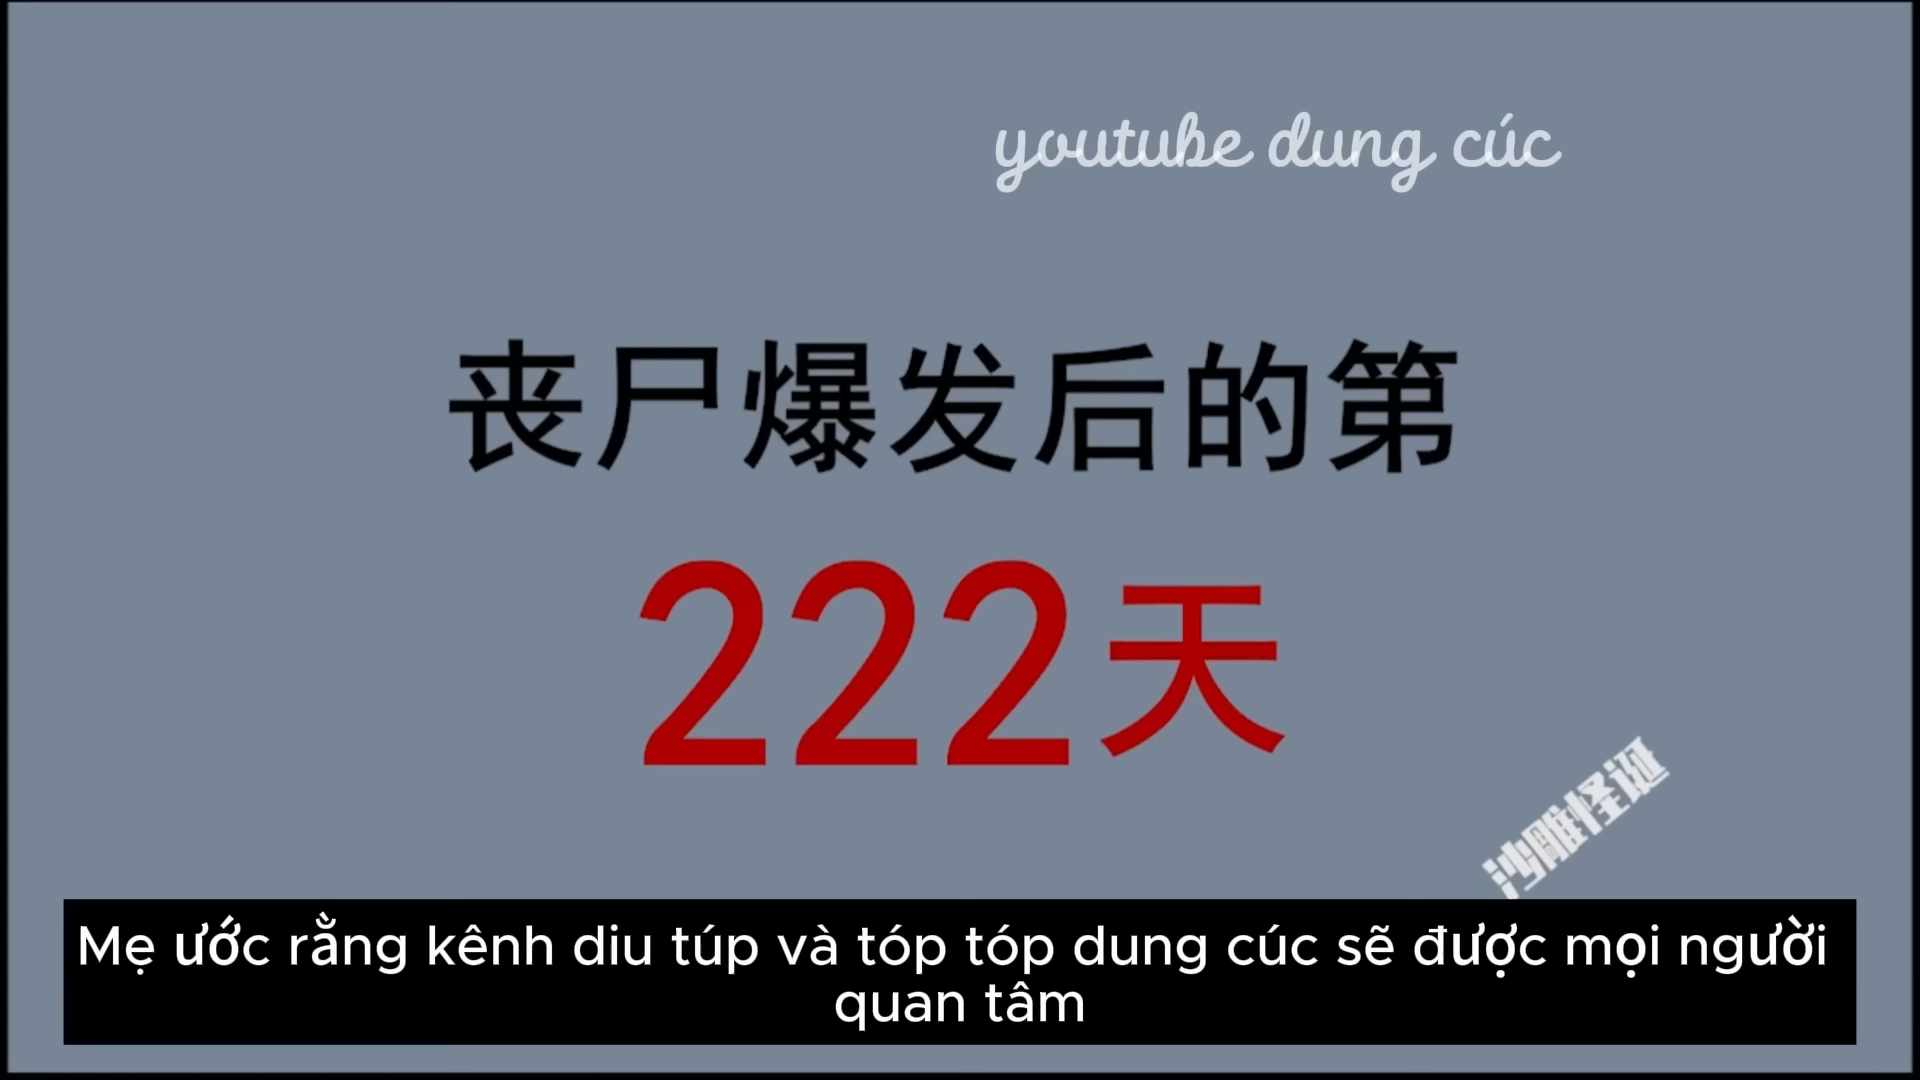 youtube dung cúc
丧尸爆发后的第
222天
沙雕怪诞
Mẹ ước rằng kênh diu túp và tóp tóp dung cúc sẽ được mọi người
quan tâm